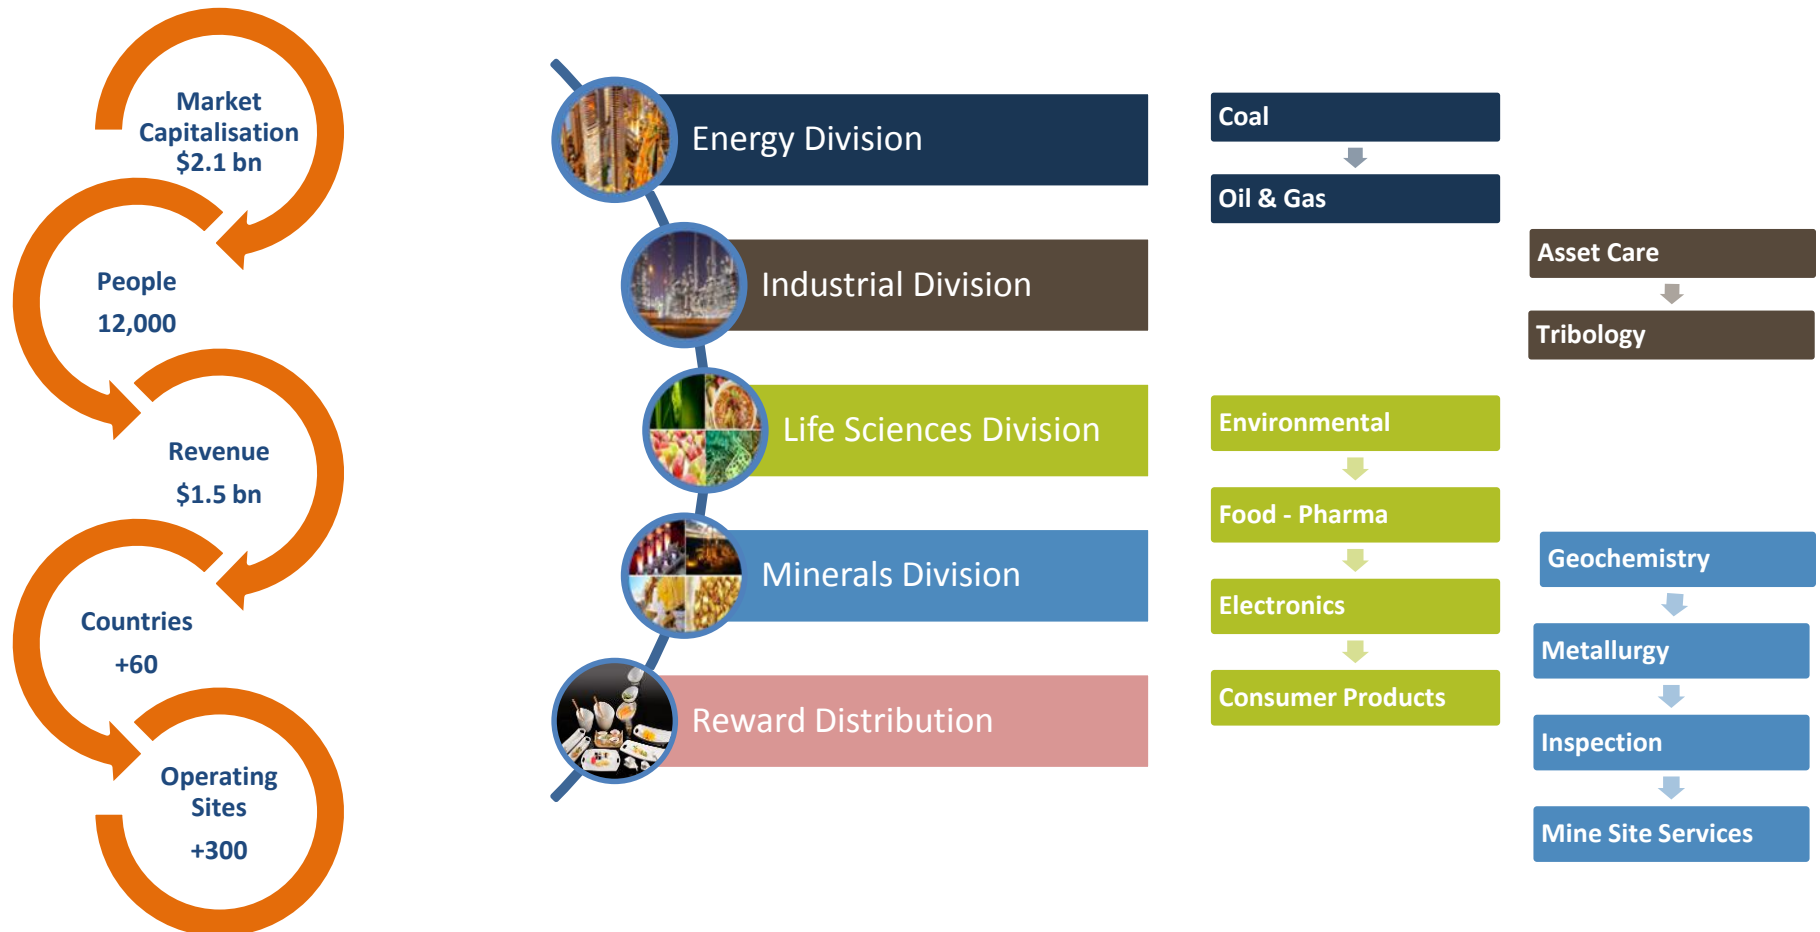 Market
Capitalisation
$2.1 bn
People
12,000
Revenue
$1.5 bn
Countries
+60
Operating
Sites
+300
Energy Division
Industrial Division
Life Sciences Division
Minerals Division
Reward Distribution
Coal
Oil & Gas
Asset Care
Tribology
Environmental
Food - Pharma
Electronics
Consumer Products
Geochemistry
Metallurgy
Inspection
Mine Site Services